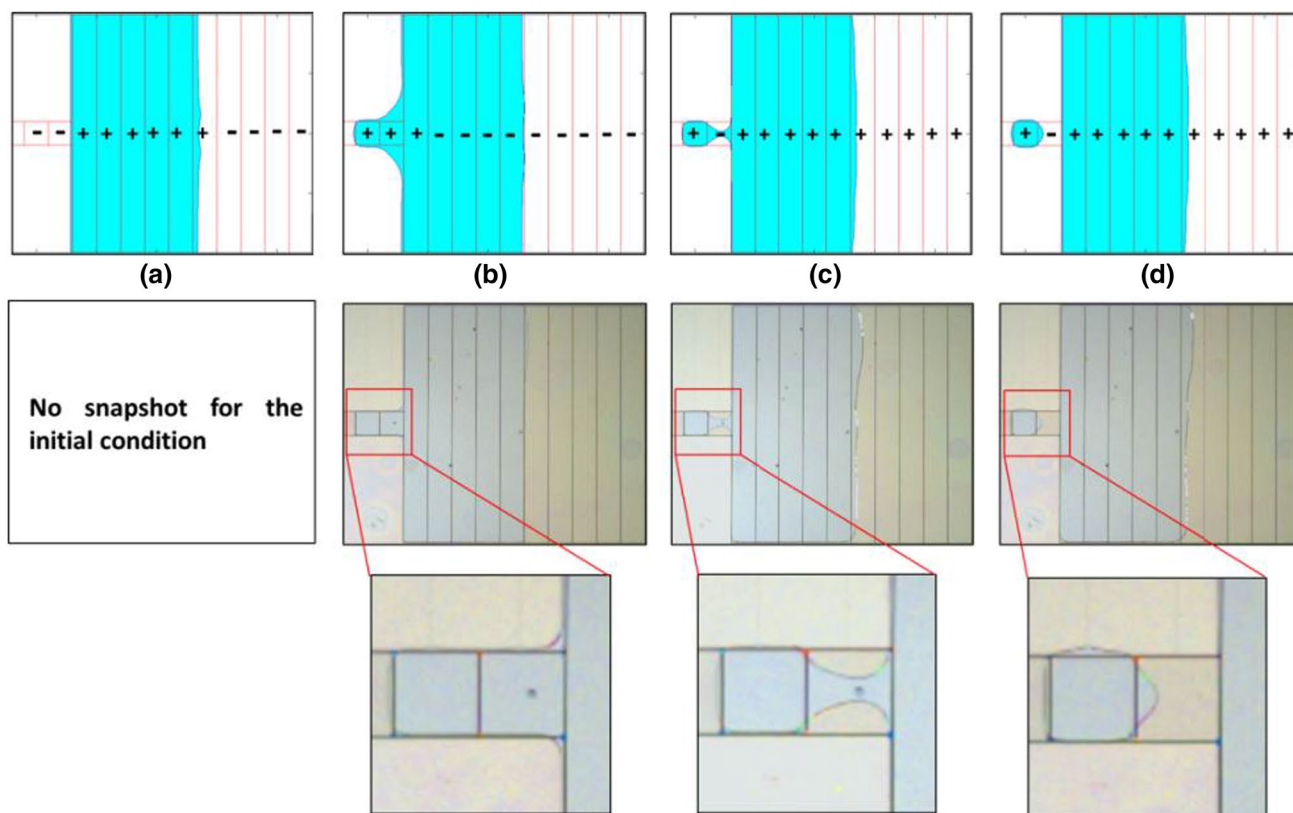 - - + + + + + + - - - -
+ + + - - - - - - - - -
+ - + + + + + + + + + +
+ - + + + + + + + + + +
(a) (b) (c) (d)
No snapshot for the
initial condition